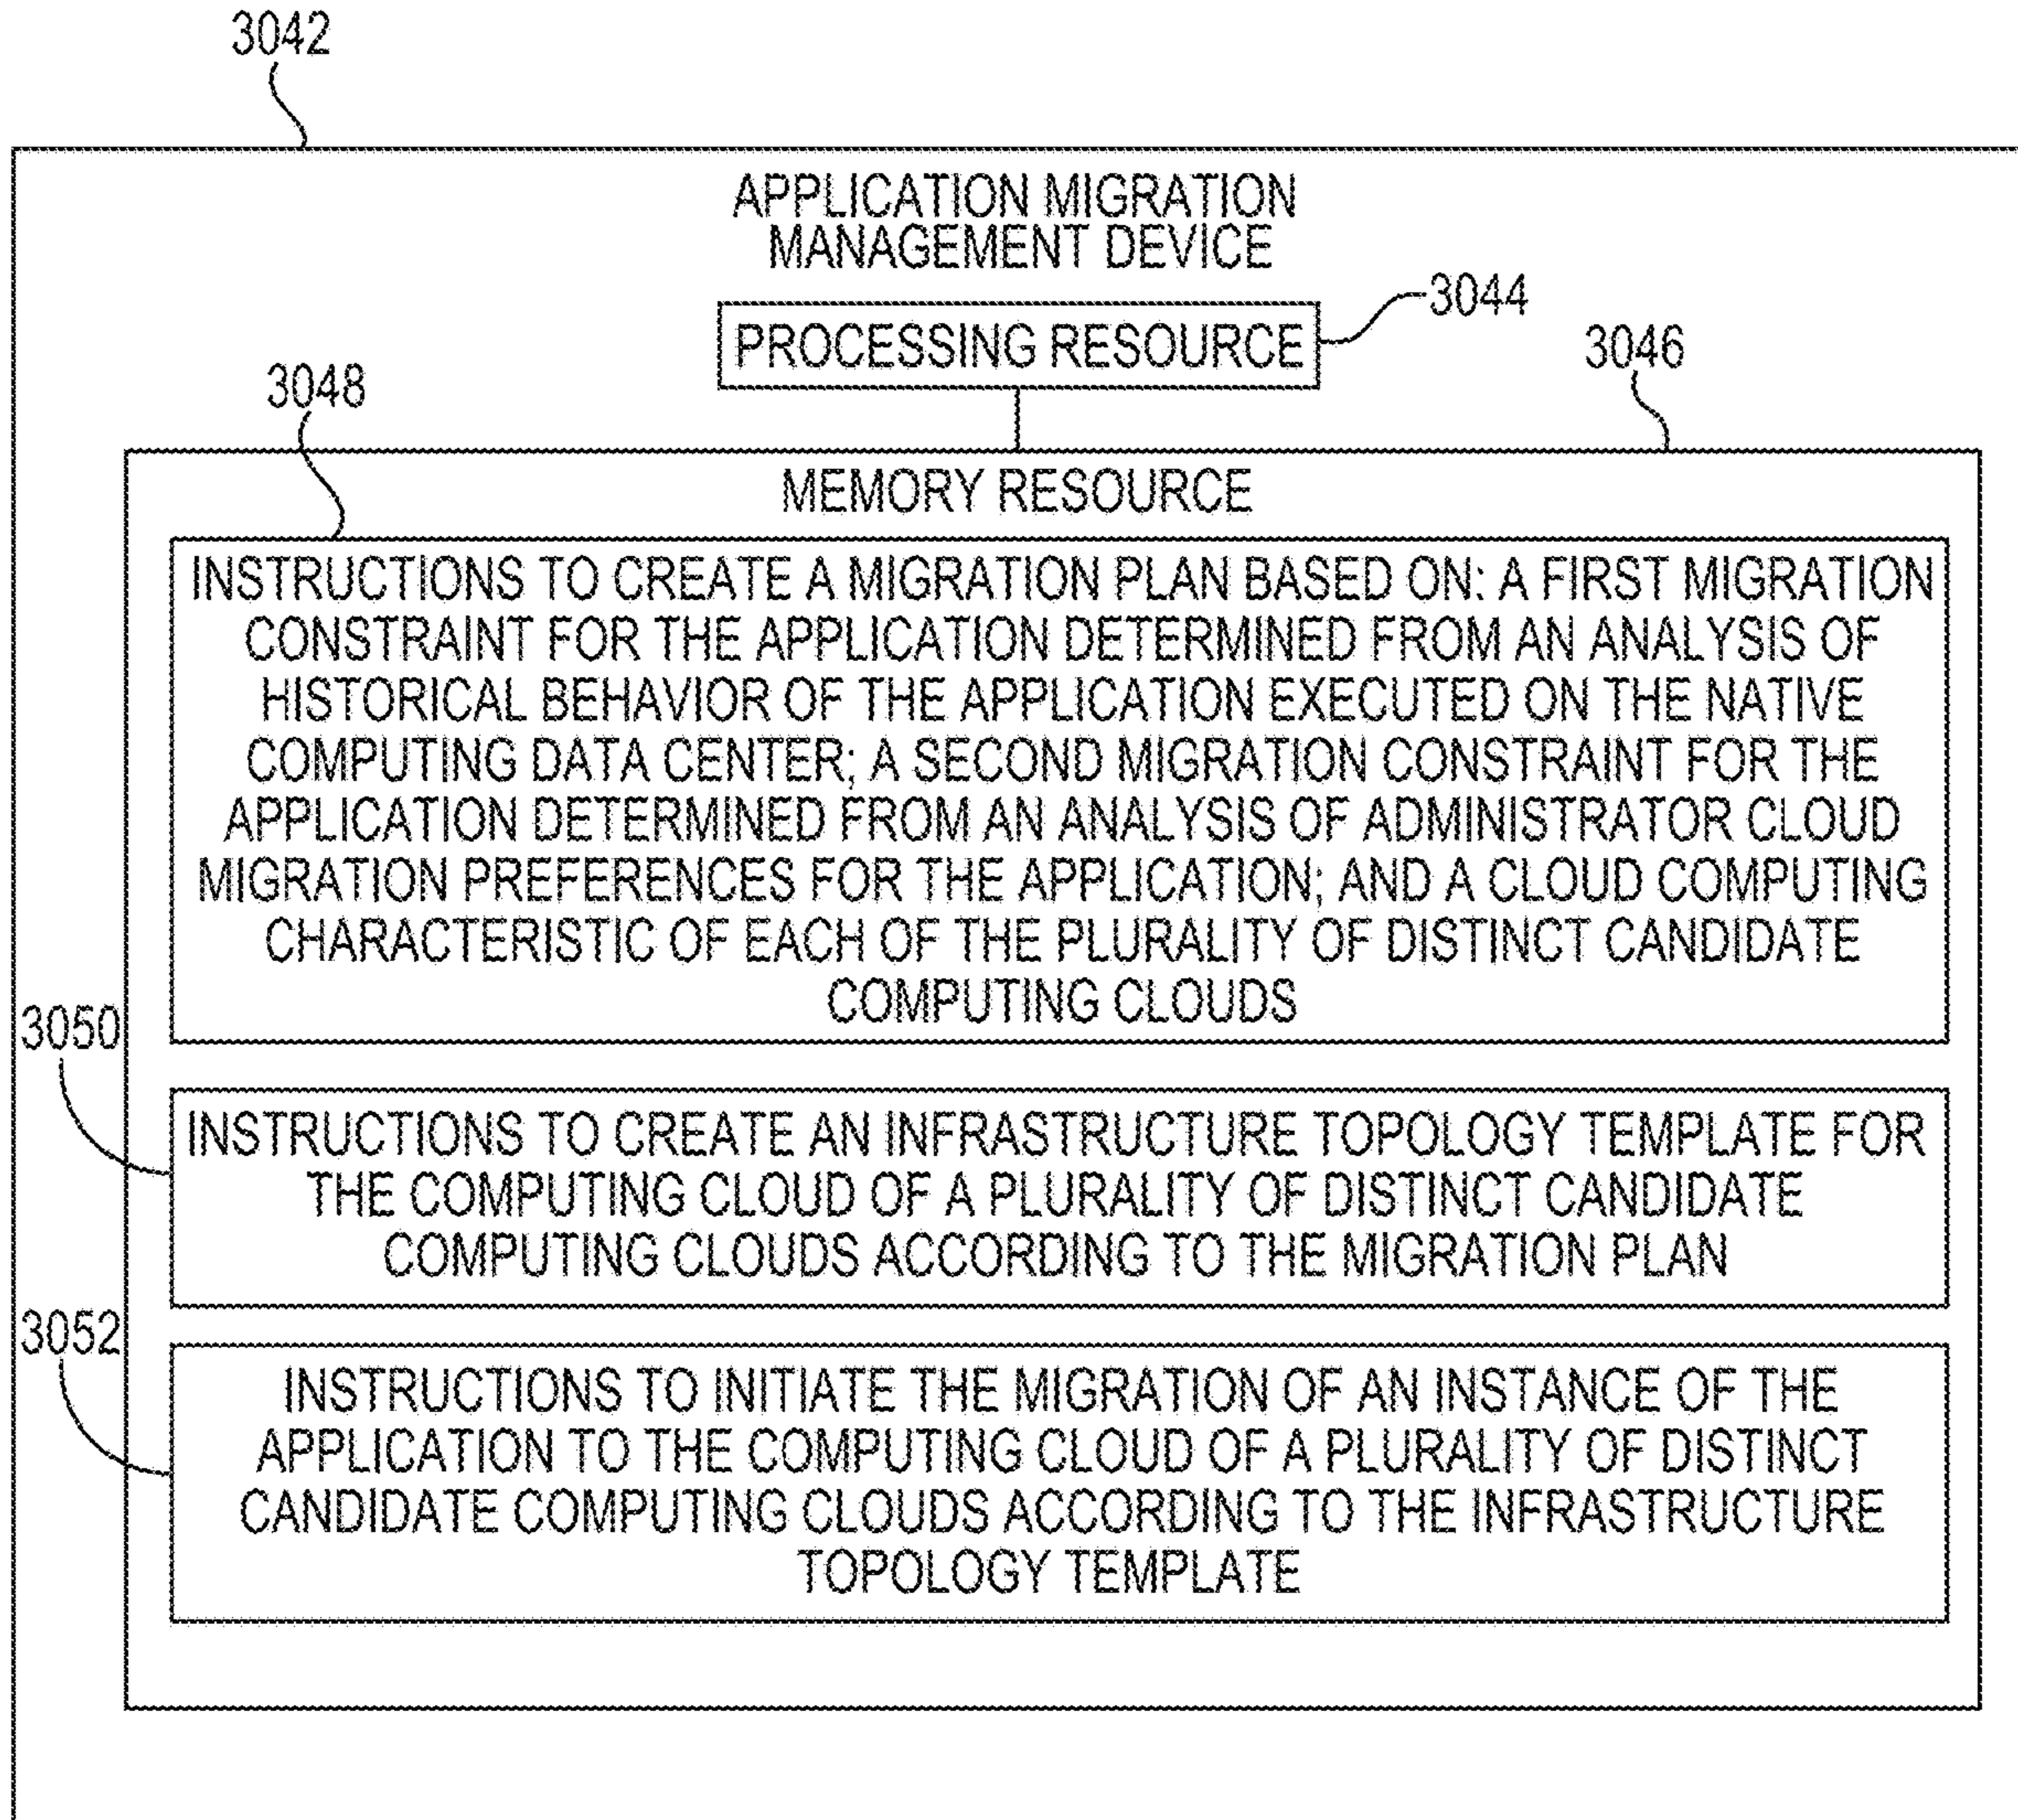 3042
APPLICATION MIGRATION
MANAGEMENT DEVICE
3044
PROCESSING RESOURCE
3046
3048
MEMORY RESOURCE
INSTRUCTIONS TO CREATE A MIGRATION PLAN BASED ON: A FIRST MIGRATION
CONSTRAINT FOR THE APPLICATION DETERMINED FROM AN ANALYSIS OF
HISTORICAL BEHAVIOR OF THE APPLICATION EXECUTED ON THE NATIVE
COMPUTING DATA CENTER; A SECOND MIGRATION CONSTRAINT FOR THE
APPLICATION DETERMINED FROM AN ANALYSIS OF ADMINISTRATOR CLOUD
MIGRATION PREFERENCES FOR THE APPLICATION; AND A CLOUD COMPUTING
CHARACTERISTIC OF EACH OF THE PLURALITY OF DISTINCT CANDIDATE
COMPUTING CLOUDS
3050
INSTRUCTIONS TO CREATE AN INFRASTRUCTURE TOPOLOGY TEMPLATE FOR
THE COMPUTING CLOUD OF A PLURALITY OF DISTINCT CANDIDATE
COMPUTING CLOUDS ACCORDING TO THE MIGRATION PLAN
3052
INSTRUCTIONS TO INITIATE THE MIGRATION OF AN INSTANCE OF THE
APPLICATION TO THE COMPUTING CLOUD OF A PLURALITY OF DISTINCT
CANDIDATE COMPUTING CLOUDS ACCORDING TO THE INFRASTRUCTURE
TOPOLOGY TEMPLATE